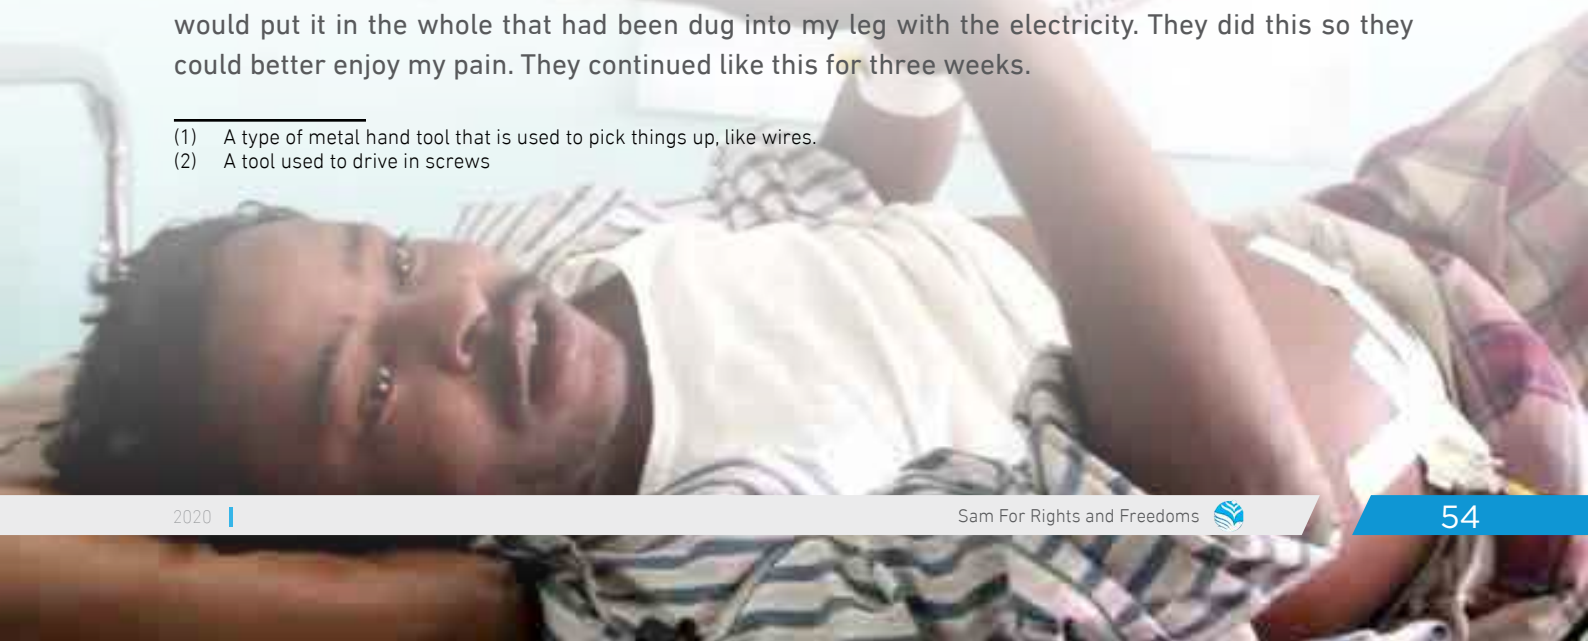 would put it in the whole that had been dug into my leg with the electricity. They did this so they
could better enjoy my pain. They continued like this for three weeks.
(1) A type of metal hand tool that is used to pick things up, like wires.
(2) A tool used to drive in screws
2020
Sam For Rights and Freedoms
54